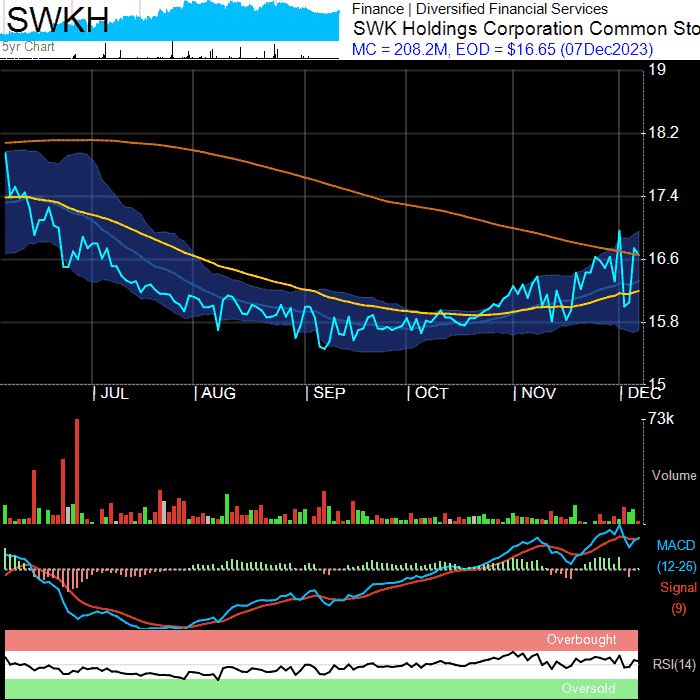 SWKH
5yr Chart
Finance | Diversified Financial Services
SWK Holdings Corporation Common Sto
MC = 208.2M, EOD = $16.65 (07Dec2023)
19
18.2
17.4
16.6
15.8
15
| JUL | AUG | SEP | OCT | NOV | DEC
73k
Volume
MACD
(12-26)
Signal
(9)
Overbought
RSI(14)
Oversold